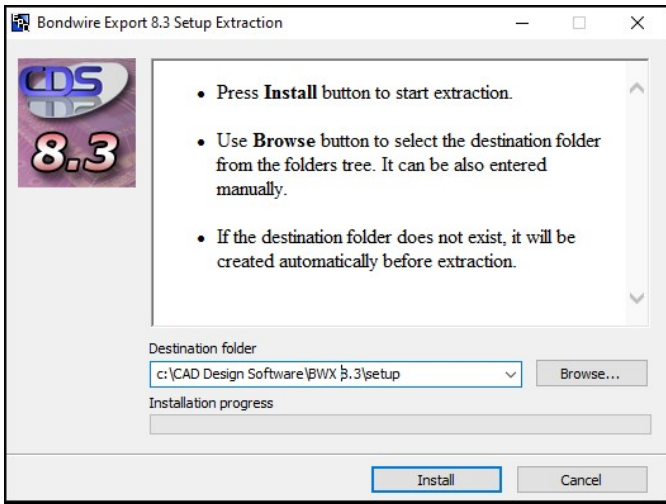 Bondwire Export 8.3 Setup Extraction
CDS
8.3
• Press Install button to start extraction.
• Use Browse button to select the destination folder
from the folders tree. It can be also entered
manually.
• If the destination folder does not exist, it will be
created automatically before extraction.
Destination folder
c:\CAD Design Software\BWX 8.3\setup
Browse...
Installation progress
Install
Cancel